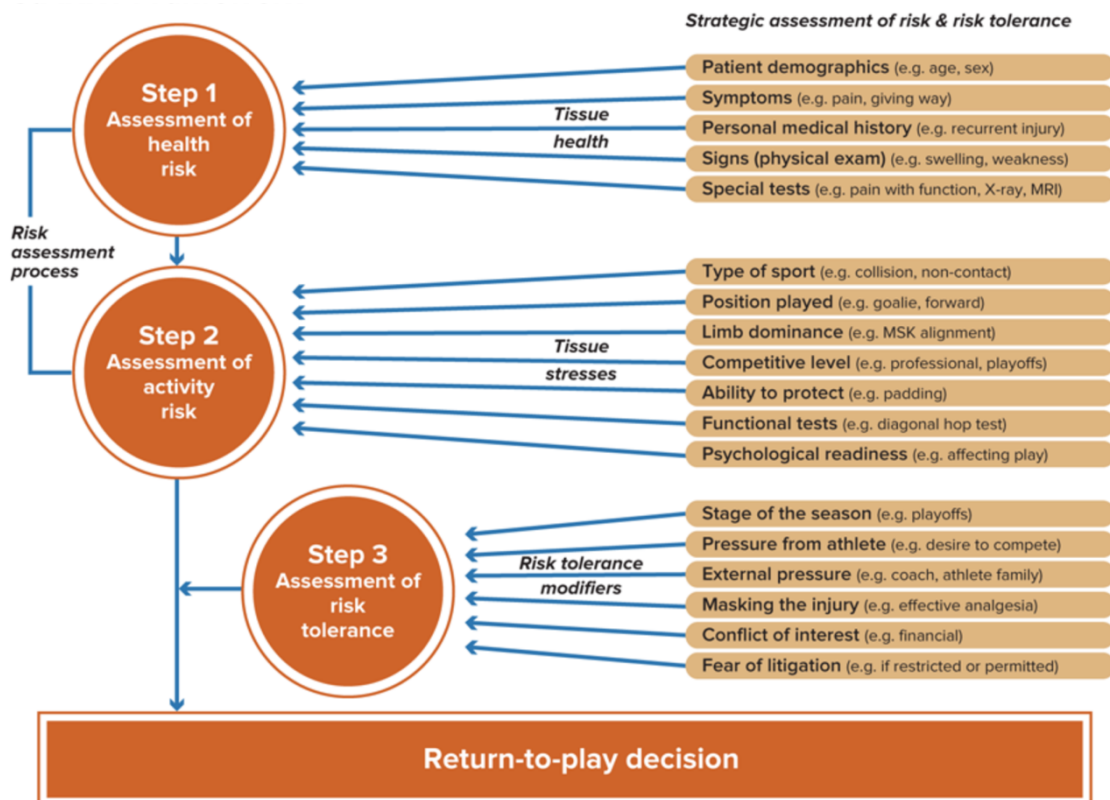 Strategic assessment of risk & risk tolerance
Step 1
Assessment of
health
risk
Tissue
health
Patient demographics (e.g. age, sex)
Symptoms (e.g. pain, giving way)
Personal medical history (e.g. recurrent injury)
Signs (physical exam) (e.g. swelling, weakness)
Special tests (e.g. pain with function, X-ray, MRI)
Risk
assessment
process
Step 2
Assessment of
activity
risk
Tissue
stresses
Type of sport (e.g. collision, non-contact)
Position played (e.g. goalie, forward)
Limb dominance (e.g. MSK alignment)
Competitive level (e.g. professional, playoffs)
Ability to protect (e.g. padding)
Functional tests (e.g. diagonal hop test)
Psychological readiness (e.g. affecting play)
Step 3
Assessment of
risk
tolerance
Risk tolerance
modifiers
Stage of the season (e.g. playoffs)
Pressure from athlete (e.g. desire to compete)
External pressure (e.g. coach, athlete family)
Masking the injury (e.g. effective analgesia)
Conflict of interest (e.g. financial)
Fear of litigation (e.g. if restricted or permitted)
Return-to-play decision